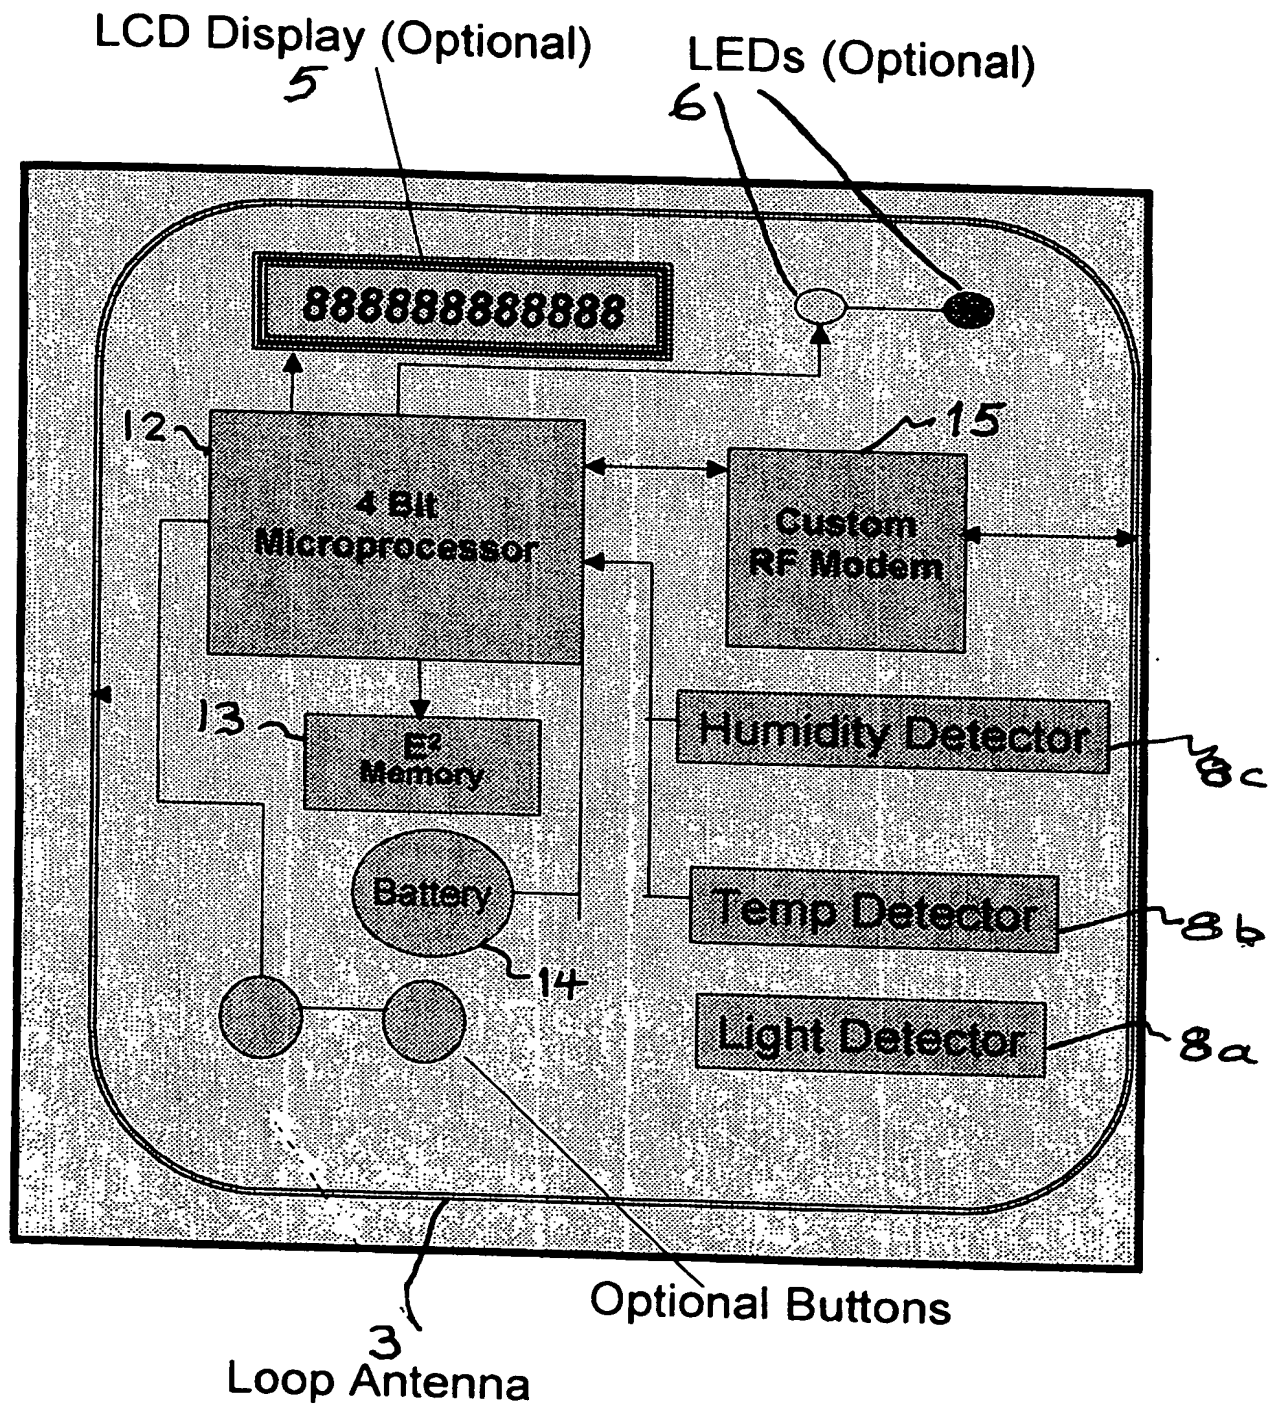 LCD Display (Optional)
5
LEDs (Optional)
6
888888888888
12
4 Bit
Microprocessor
15
Custom
RF Modem
13
E²
Memory
Humidity Detector
8c
Battery
14
Temp Detector
8b
Light Detector
8a
Optional Buttons
3
Loop Antenna